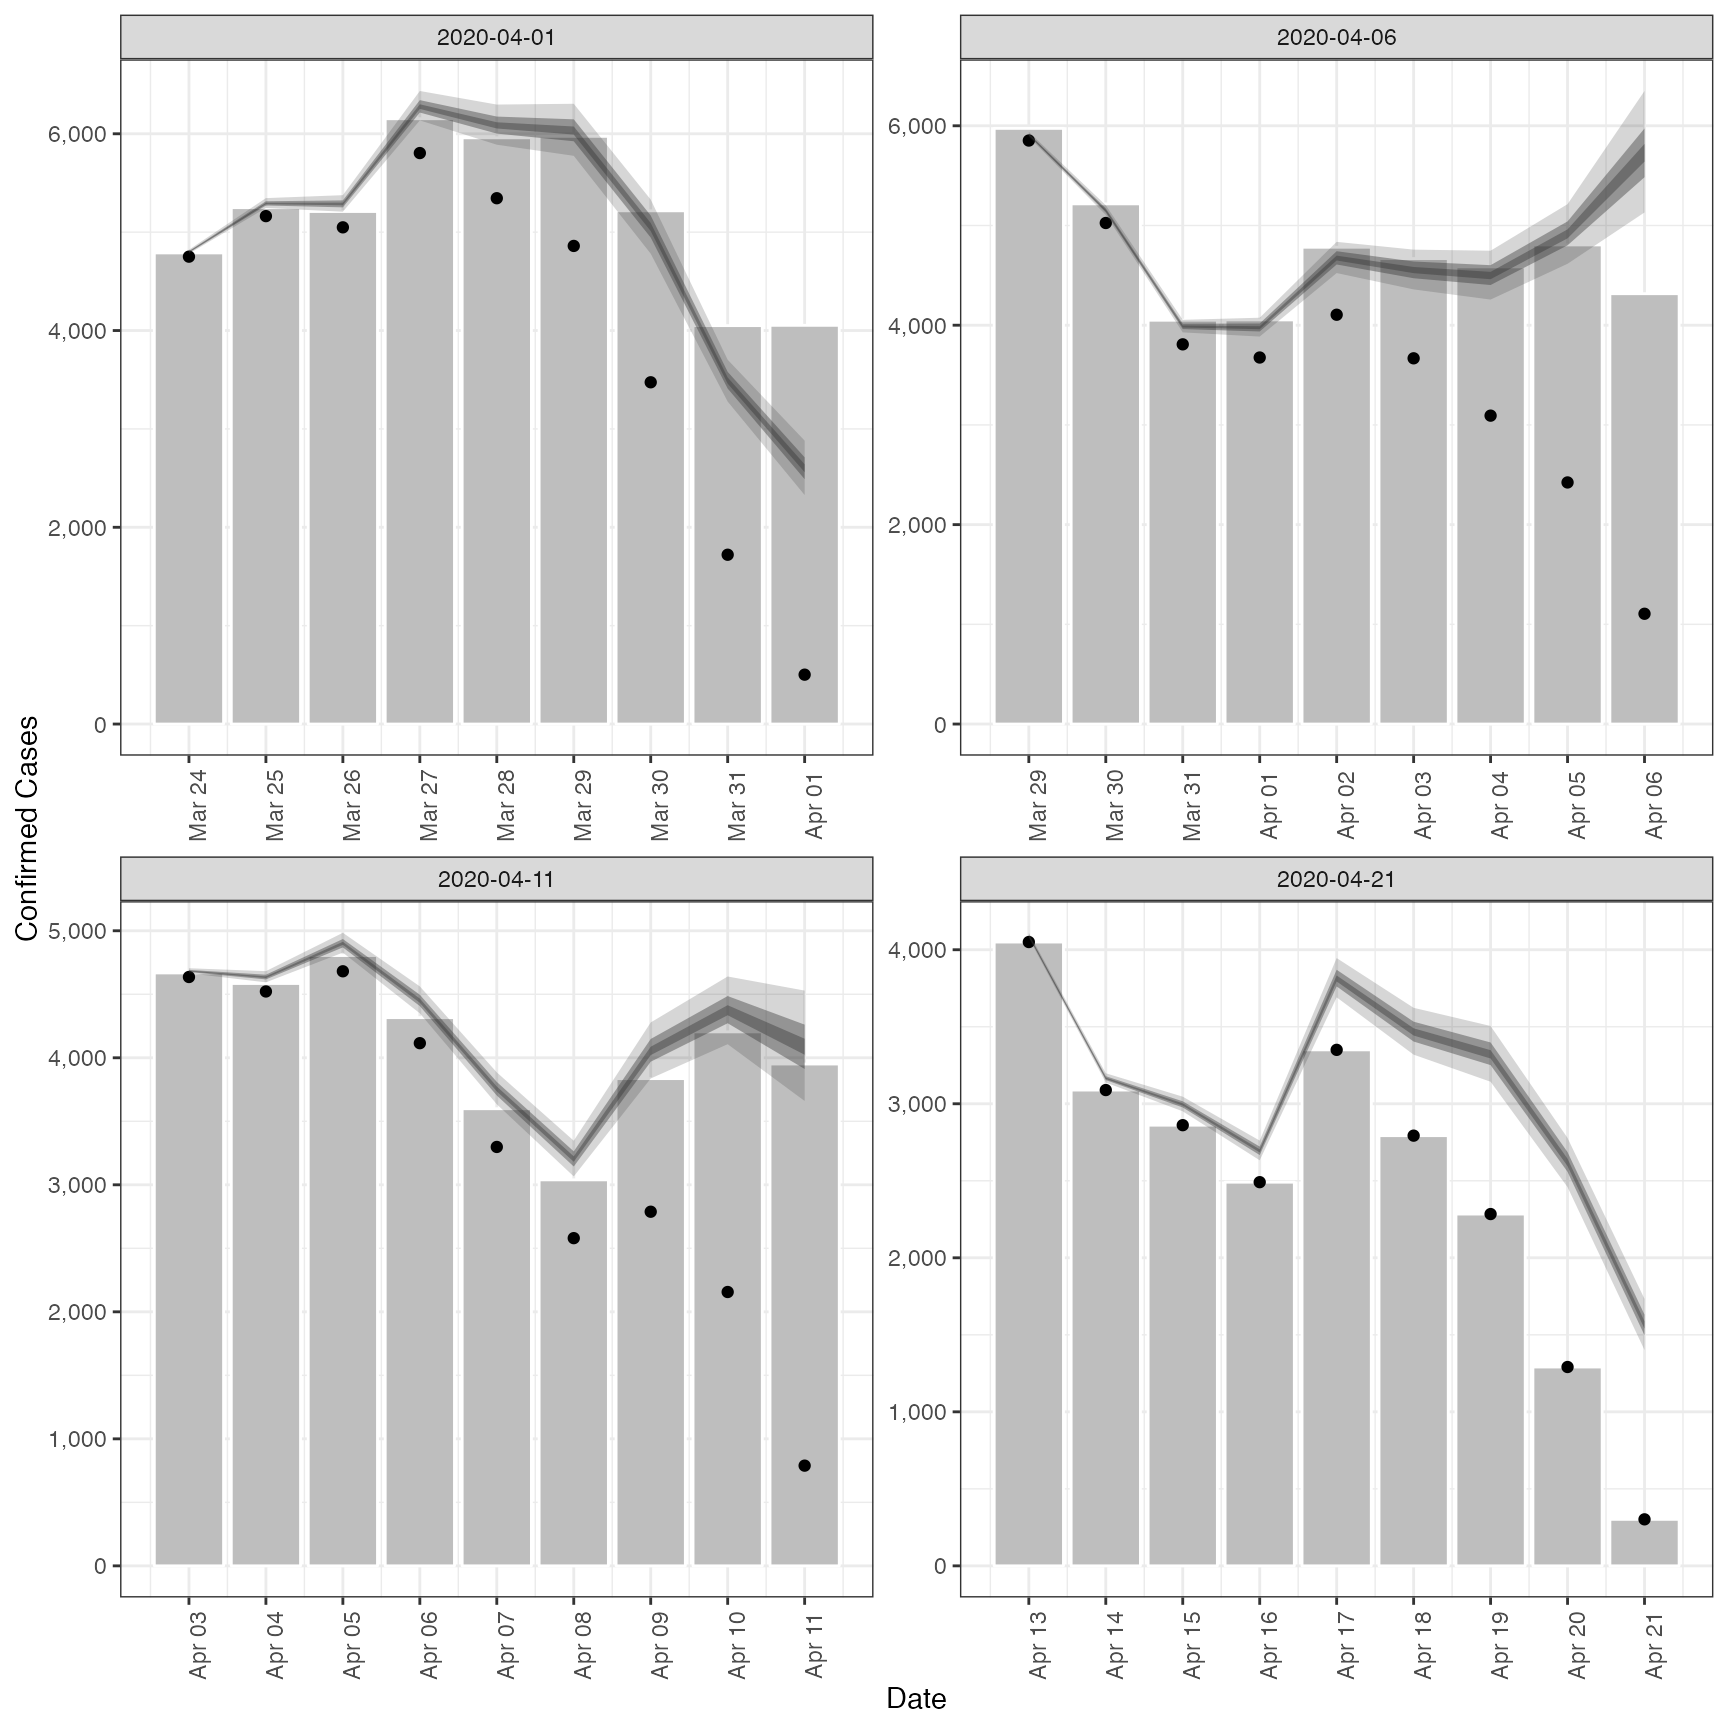 2020-04-01
2020-04-06
6,000
4,000
2,000
0
6,000
4,000
2,000
0
Mar 24
Mar 25
Mar 26
Mar 27
Mar 28
Mar 29
Mar 30
Mar 31
Apr 01
Mar 29
Mar 30
Mar 31
Apr 01
Apr 02
Apr 03
Apr 04
Apr 05
Apr 06
Confirmed Cases
2020-04-11
2020-04-21
5,000
4,000
3,000
2,000
1,000
0
4,000
3,000
2,000
1,000
0
Apr 03
Apr 04
Apr 05
Apr 06
Apr 07
Apr 08
Apr 09
Apr 10
Apr 11
Apr 13
Apr 14
Apr 15
Apr 16
Apr 17
Apr 18
Apr 19
Apr 20
Apr 21
Date